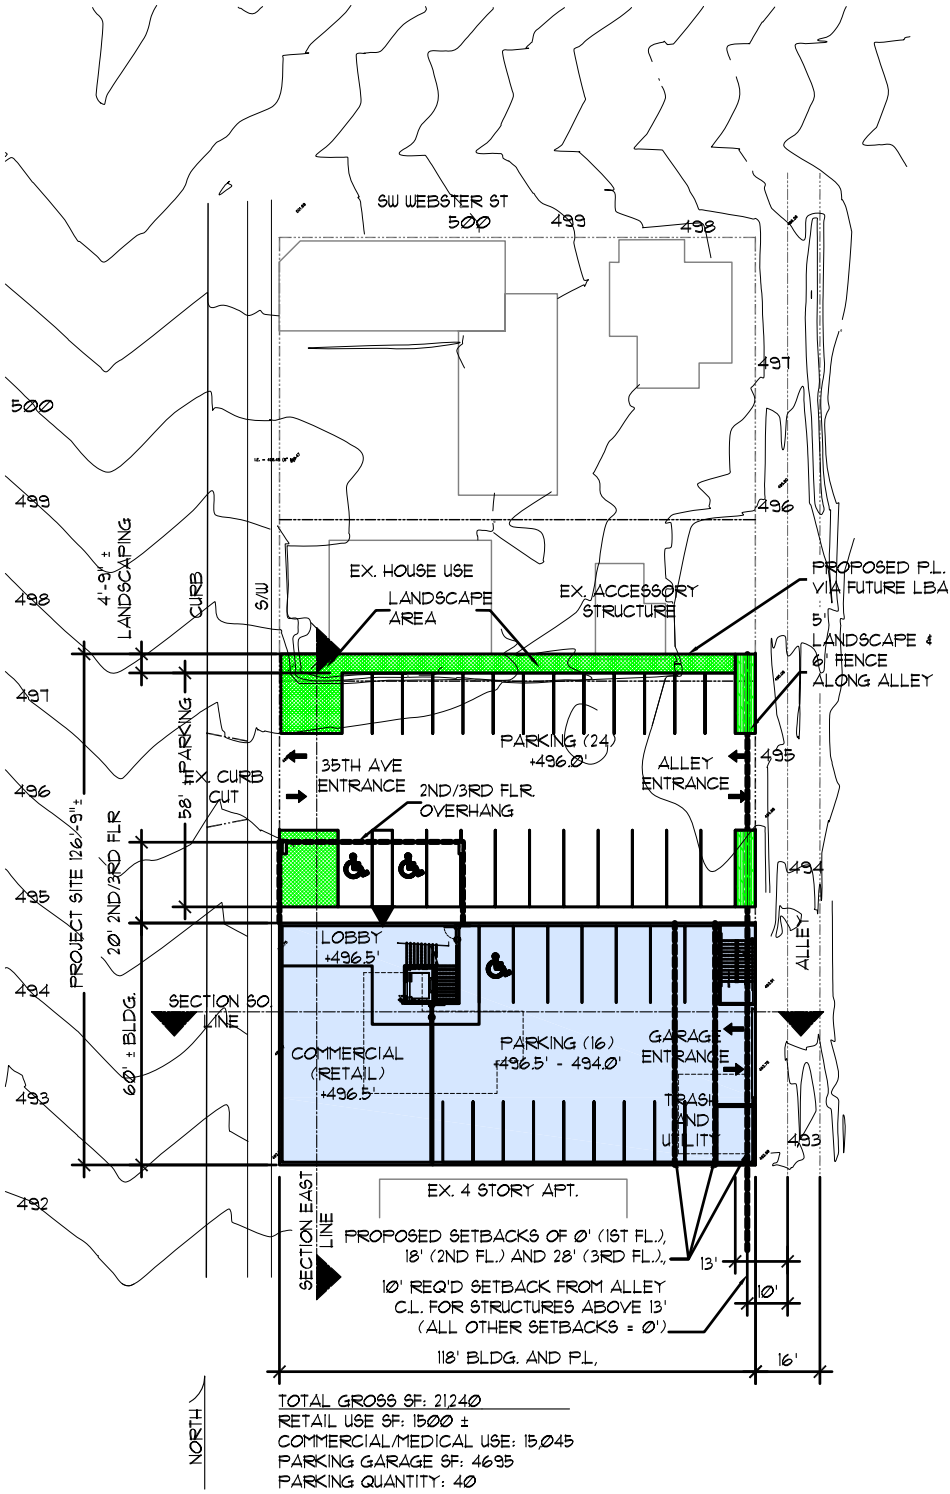 SW WEBSTER ST
500
499
498
497
500
496
499
4'-9" ±
LANDSCAPING
CURB
S/W
498
EX. HOUSE USE
LANDSCAPE
AREA
EX. ACCESSORY
STRUCTURE
PROPOSED P.L.
VIA FUTURE LBA
5'
LANDSCAPE &
6' FENCE
ALONG ALLEY
497
PROJECT SITE 126'-9" ±
58' ± PARKING
PARKING (24)
+496.0'
495
35TH AVE
ENTRANCE
ALLEY
ENTRANCE
EX. CURB
CUT
496
2ND/3RD FLR.
OVERHANG
20' 2ND/3RD FLR
494
495
LOBBY
+496.5'
ALLEY
494
SECTION SO.
LINE
60' ± BLDG.
COMMERCIAL
(RETAIL)
+496.5'
PARKING (16)
+496.5' - 494.0'
GARAGE
ENTRANCE
TRASH
AND
UTILITY
493
493
492
EX. 4 STORY APT.
SECTION EAST
LINE
PROPOSED SETBACKS OF 0' (1ST FL.),
18' (2ND FL.) AND 28' (3RD FL.).,
13'
10' REQ'D SETBACK FROM ALLEY
C.L. FOR STRUCTURES ABOVE 13'
(ALL OTHER SETBACKS = 0')
10'
118' BLDG. AND P.L,
16'
NORTH
TOTAL GROSS SF: 21,240
RETAIL USE SF: 1500 ±
COMMERCIAL/MEDICAL USE: 15,045
PARKING GARAGE SF: 4695
PARKING QUANTITY: 40